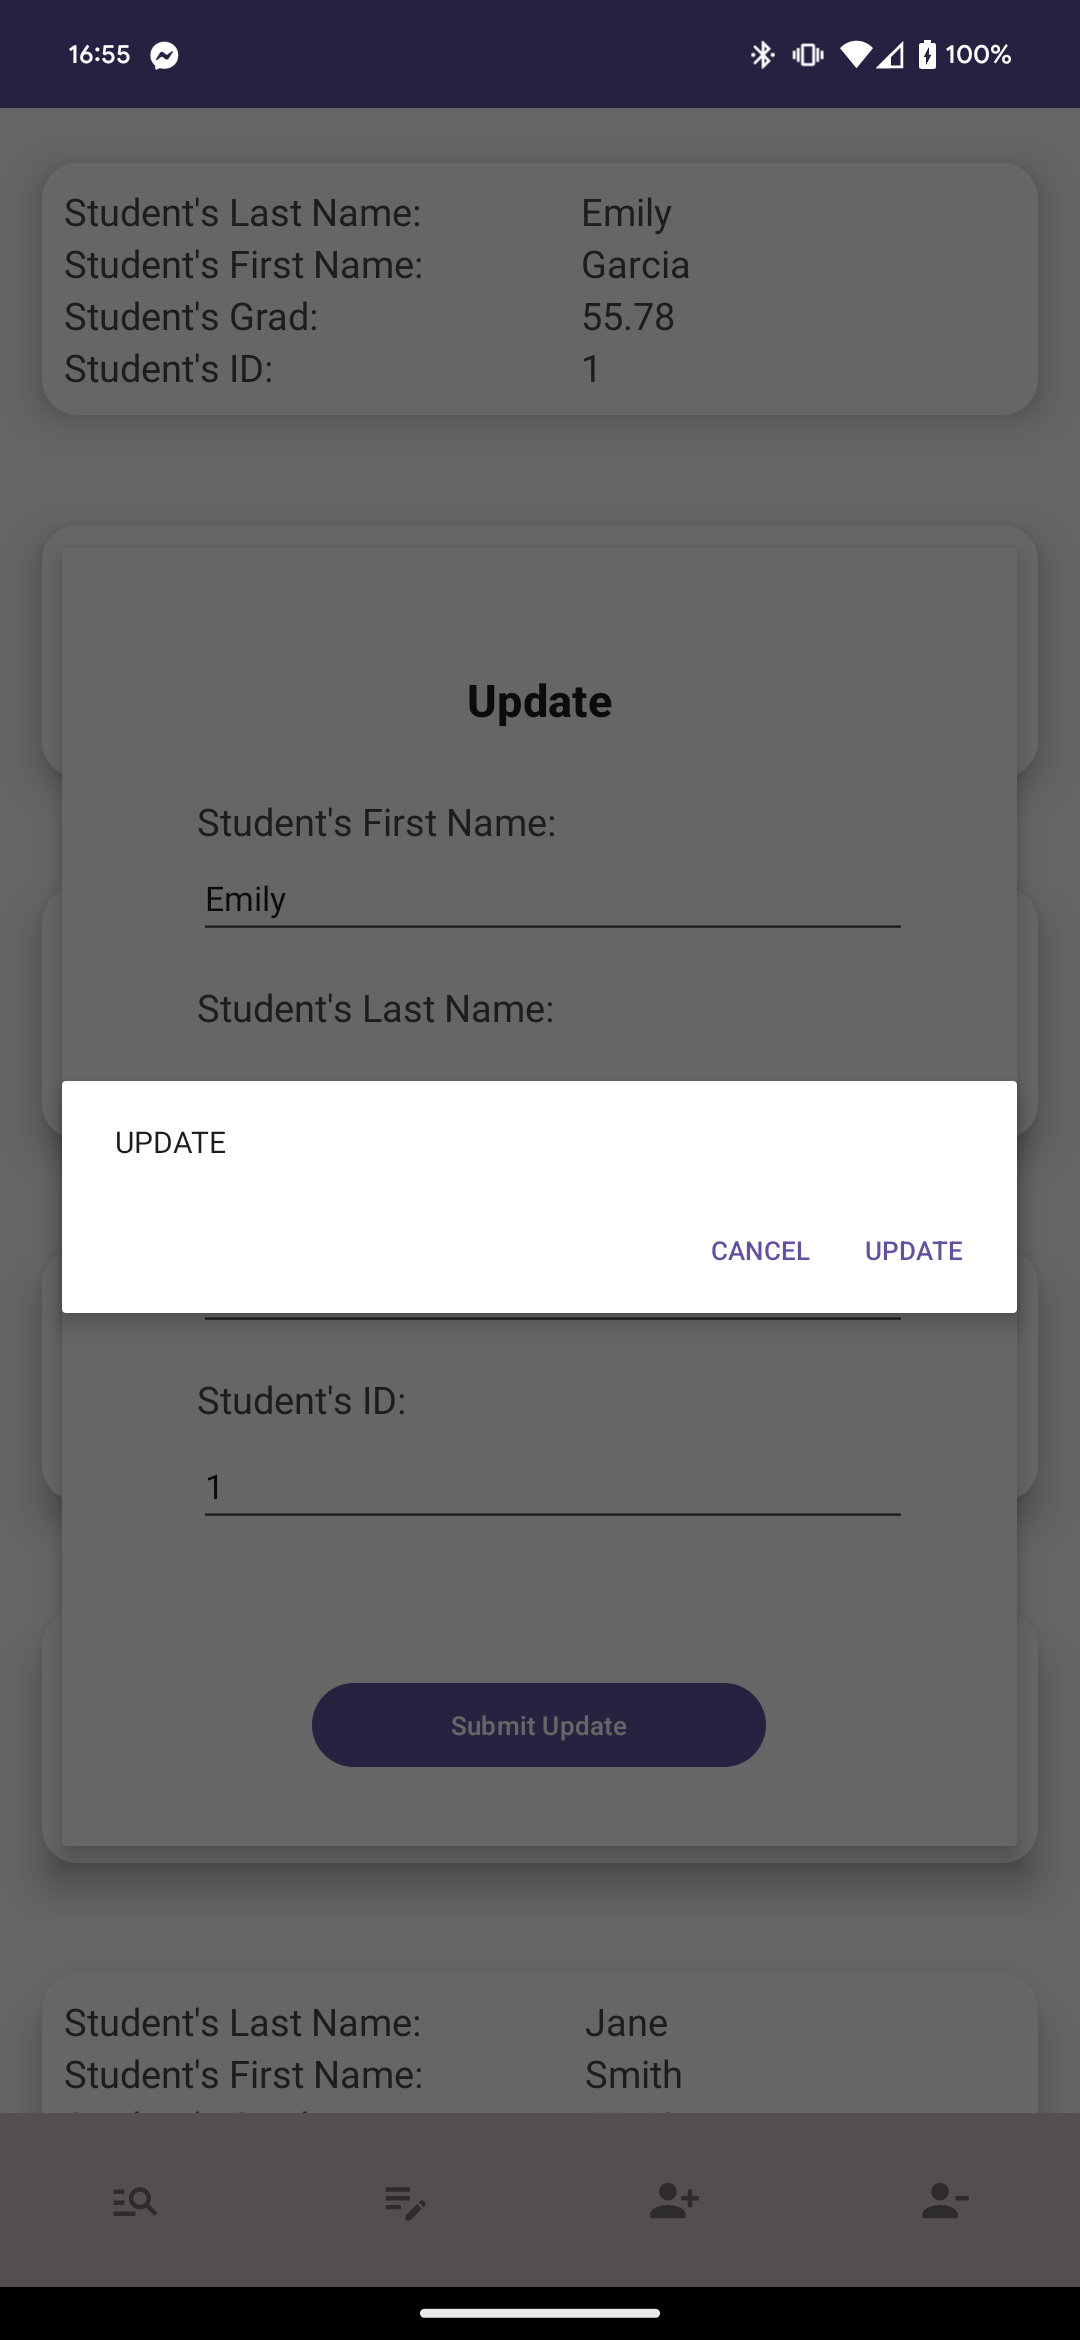 16:55 100%
Student's Last Name: Emily
Student's First Name: Garcia
Student's Grad: 55.78
Student's ID: 1
Update
Student's First Name:
Emily
Student's Last Name:
UPDATE
CANCEL UPDATE
Student's ID:
1
Submit Update
Student's Last Name: Jane
Student's First Name: Smith